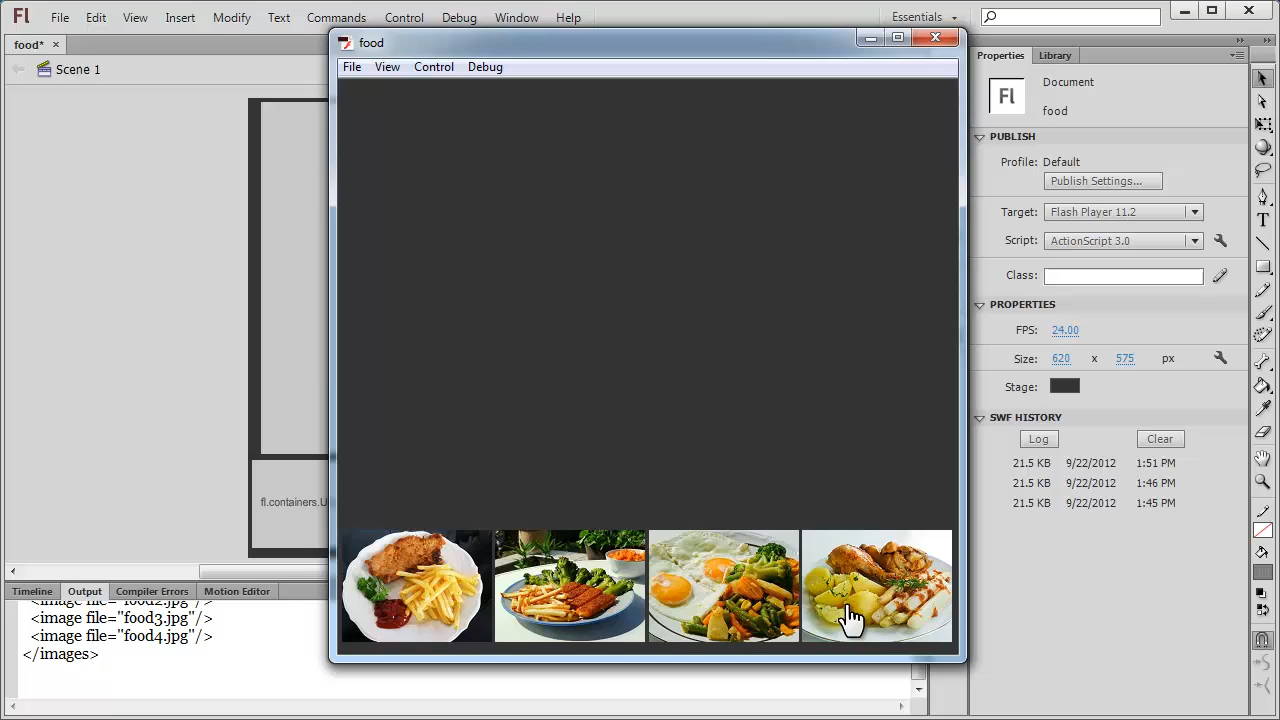 Fl File Edit View Insert Modify Text Commands Control Debug Window Help Essentials
food* ×
Scene 1
food
File View Control Debug
fl.containers.U
Properties Library
Fl
Document
food
PUBLISH
Profile: Default
Publish Settings...
Target: Flash Player 11.2
Script: ActionScript 3.0
Class:
PROPERTIES
FPS: 24.00
Size: 620 x 575 px
Stage:
SWF HISTORY
Log Clear
21.5 KB 9/22/2012 1:51 PM
21.5 KB 9/22/2012 1:46 PM
21.5 KB 9/22/2012 1:45 PM
Timeline Output Compiler Errors Motion Editor
<image file="food2.jpg"/>
<image file="food3.jpg"/>
<image file="food4.jpg"/>
</images>